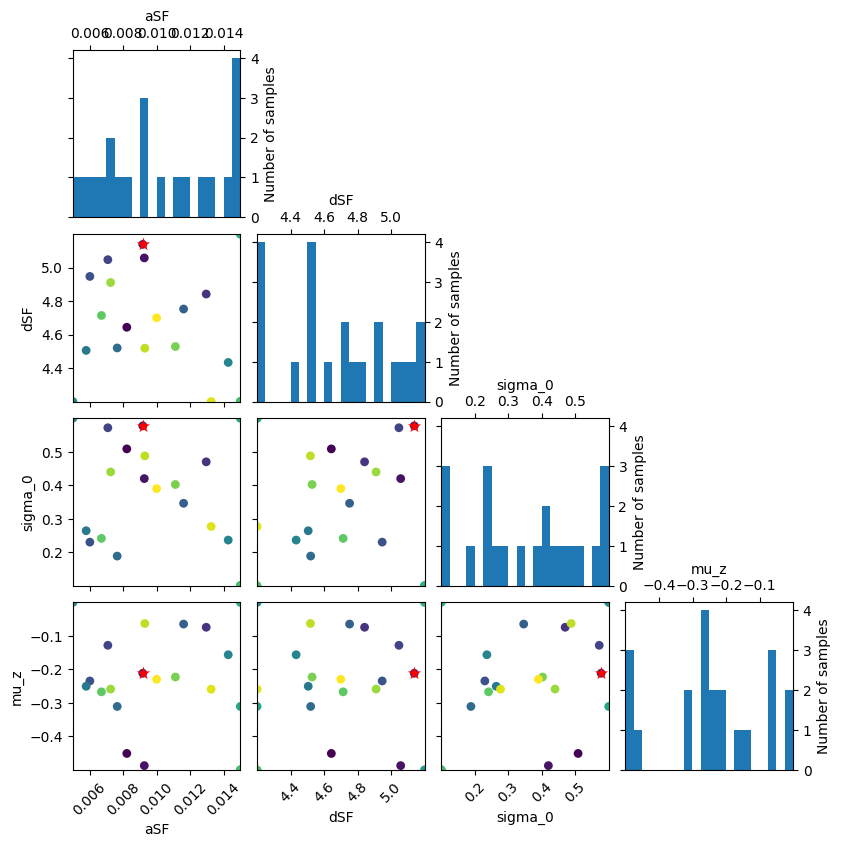 aSF
0.006 0.008 0.010 0.012 0.014
4
3
2
1
0
Number of samples
dSF
4.4 4.6 4.8 5.0
5.0
4.8
4.6
4.4
dSF
4
3
2
1
0
Number of samples
sigma_0
0.2 0.3 0.4 0.5
0.5
0.4
0.3
0.2
sigma_0
4
3
2
1
0
Number of samples
mu_z
−0.4 −0.3 −0.2 −0.1
−0.1
−0.2
−0.3
−0.4
mu_z
4
3
2
1
0
Number of samples
0.006 0.008 0.010 0.012 0.014
aSF
4.4 4.6 4.8 5.0
dSF
0.2 0.3 0.4 0.5
sigma_0